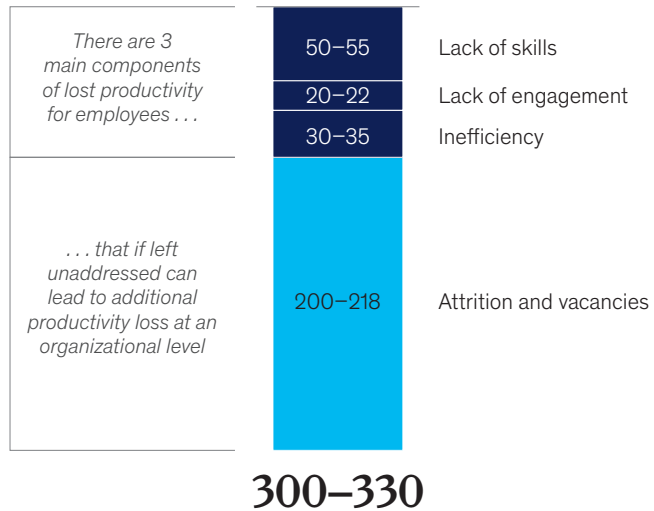 There are 3
main components
of lost productivity
for employees . . .
50–55
Lack of skills
20–22
Lack of engagement
30–35
Inefficiency
. . . that if left
unaddressed can
lead to additional
productivity loss at an
organizational level
200–218
Attrition and vacancies
300–330